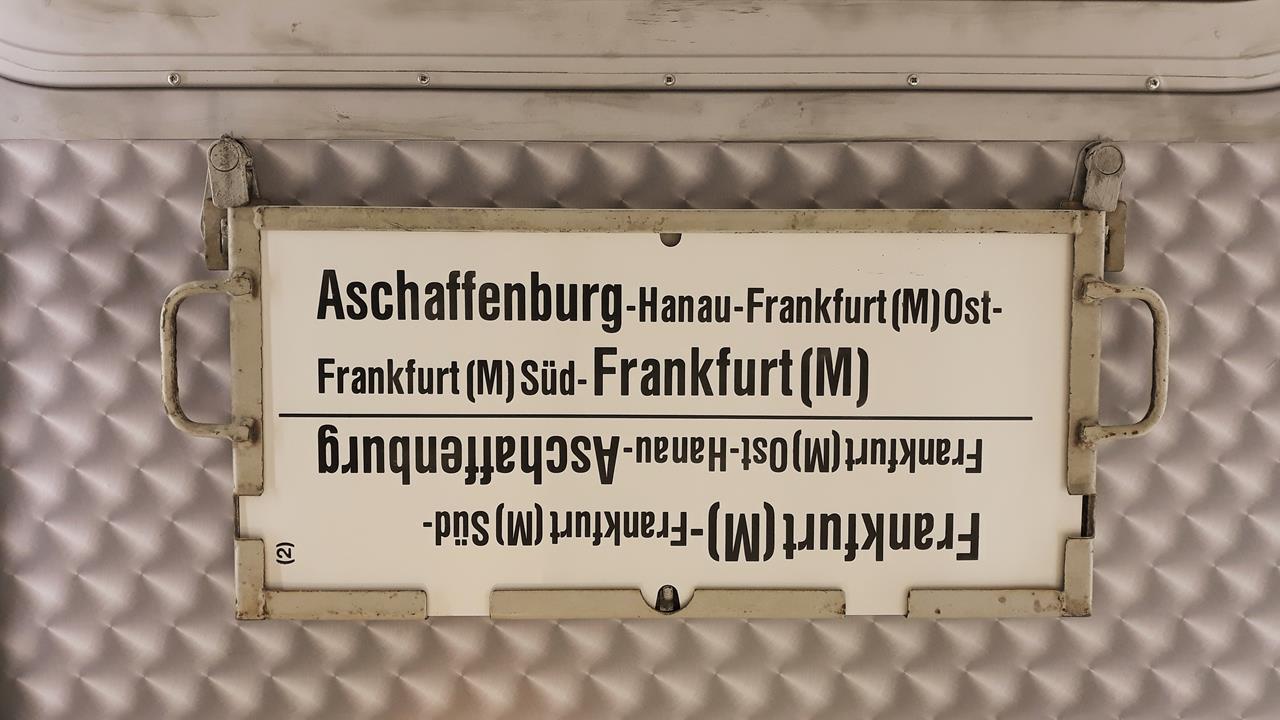 Aschaffenburg-Hanau-Frankfurt(M)Ost-
Frankfurt(M)Süd-Frankfurt(M)
Frankfurt(M)-Frankfurt(M)Süd-
Frankfurt(M)Ost-Hanau-Aschaffenburg
(2)